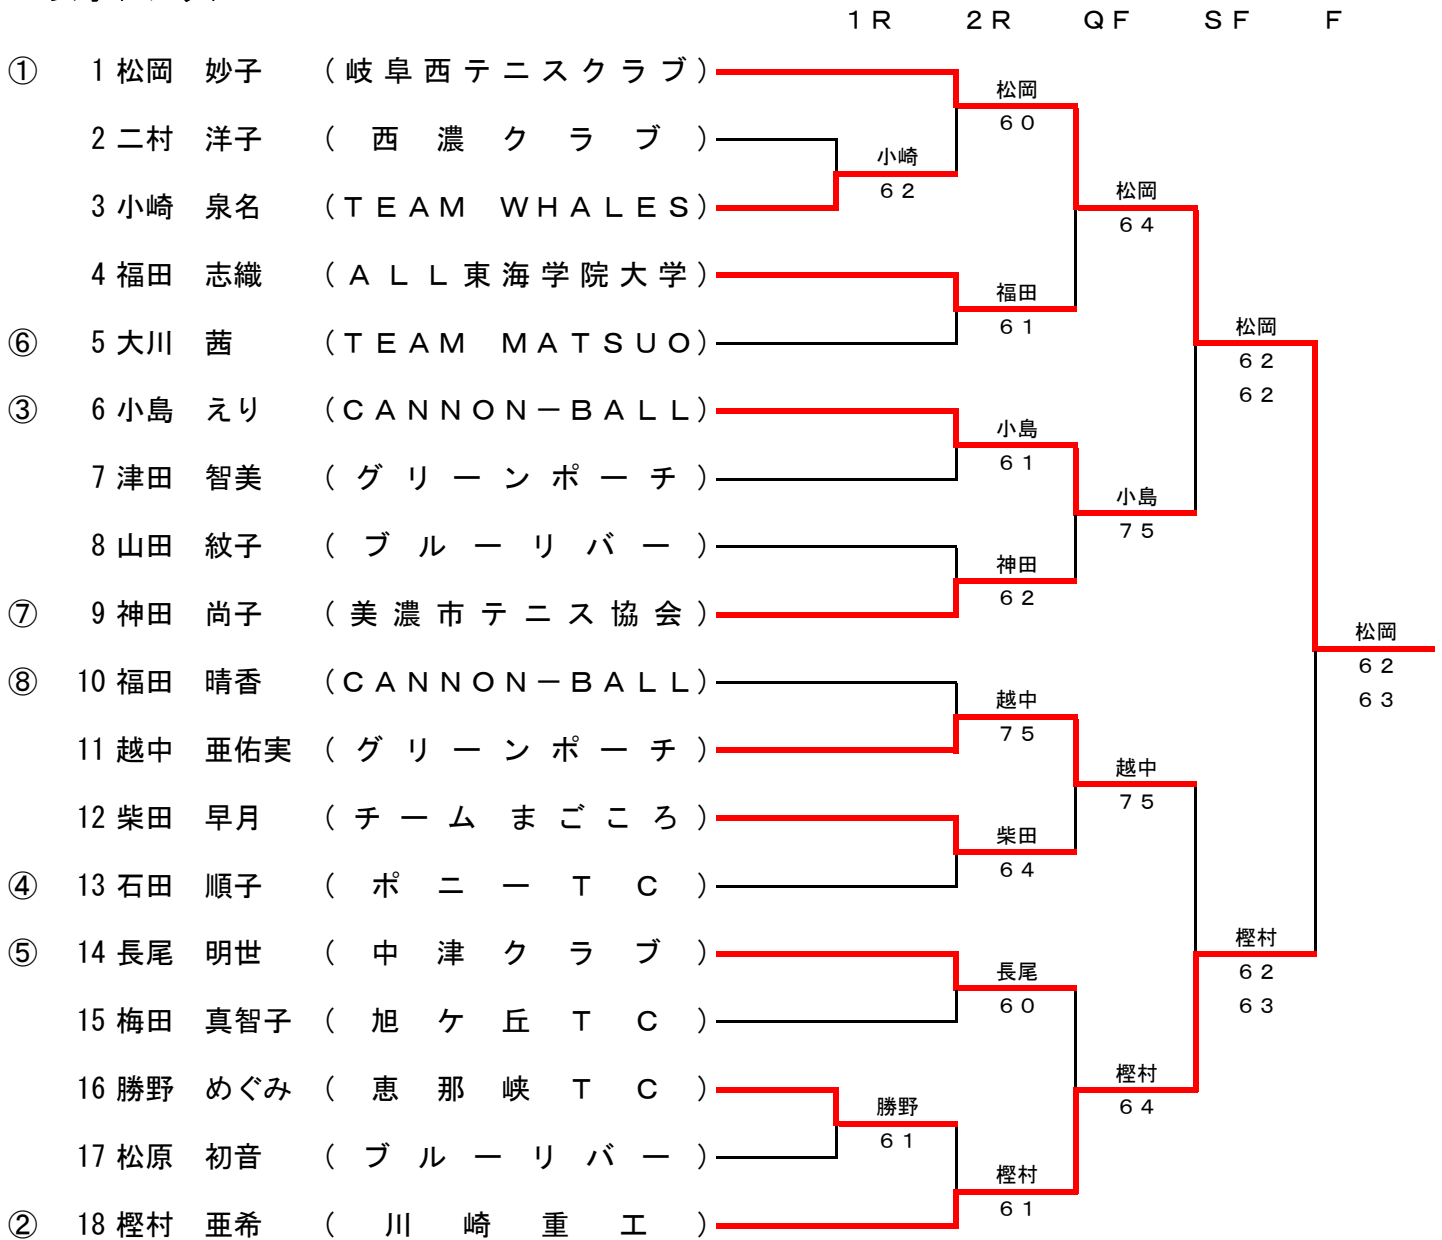 １Ｒ ２Ｒ ＱＦ ＳＦ Ｆ
① 1 松岡　妙子 （岐阜西テニスクラブ）
松岡
６０
2 二村　洋子 （西濃クラブ）
小崎
６２
3 小崎　泉名 （ＴＥＡＭ　ＷＨＡＬＥＳ）
松岡
６４
4 福田　志織 （ＡＬＬ東海学院大学）
福田
６１
⑥ 5 大川　茜 （ＴＥＡＭ　ＭＡＴＳＵＯ）
松岡
６２
６２
③ 6 小島　えり （ＣＡＮＮＯＮ－ＢＡＬＬ）
小島
６１
7 津田　智美 （グリーンポーチ）
小島
７５
8 山田　紋子 （ブルーリバー）
神田
６２
⑦ 9 神田　尚子 （美濃市テニス協会）
松岡
６２
６３
⑧ 10 福田　晴香 （ＣＡＮＮＯＮ－ＢＡＬＬ）
越中
７５
11 越中　亜佑実 （グリーンポーチ）
越中
７５
12 柴田　早月 （チーム　まごころ）
柴田
６４
④ 13 石田　順子 （ポニーＴＣ）
⑤ 14 長尾　明世 （中津クラブ）
樫村
６２
６３
長尾
６０
15 梅田　真智子 （旭ケ丘ＴＣ）
16 勝野　めぐみ （恵那峡ＴＣ）
樫村
６４
勝野
６１
17 松原　初音 （ブルーリバー）
樫村
６１
② 18 樫村　亜希 （川崎重工）